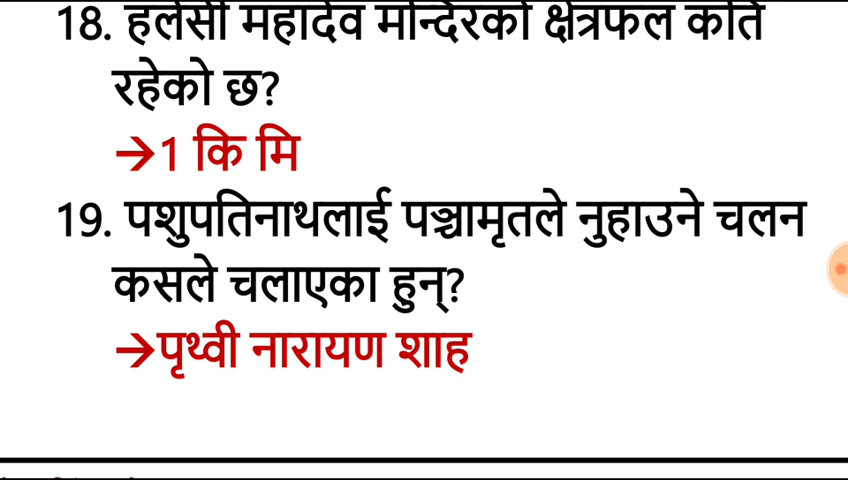 18. हलेसी महादेव मन्दिरको क्षेत्रफल कति
रहेको छ?
→1 कि मि
19. पशुपतिनाथलाई पञ्चामृतले नुहाउने चलन
कसले चलाएका हुन्?
→पृथ्वी नारायण शाह